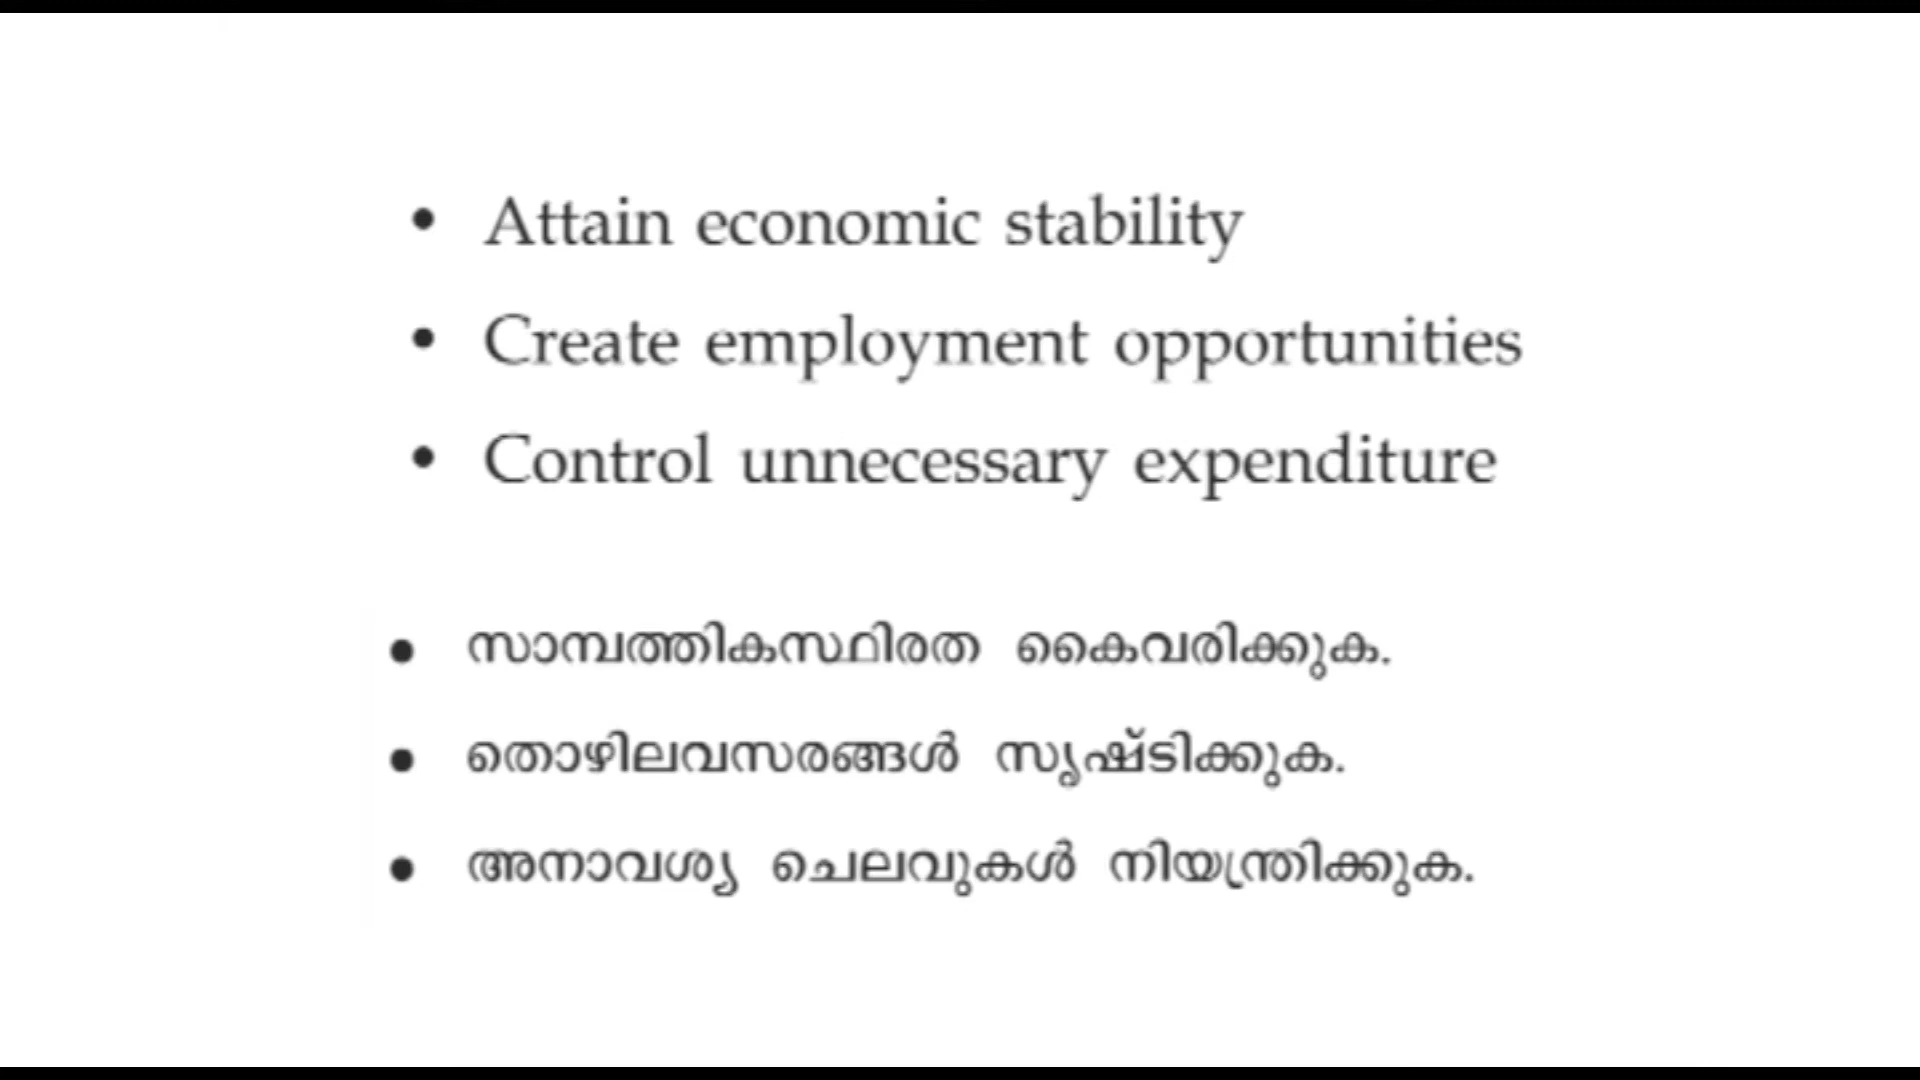 • Attain economic stability
• Create employment opportunities
• Control unnecessary expenditure
• സാമ്പത്തികസ്ഥിരത കൈവരിക്കുക.
• തൊഴിലവസരങ്ങൾ സൃഷ്ടിക്കുക.
• അനാവശ്യ ചെലവുകൾ നിയന്ത്രിക്കുക.